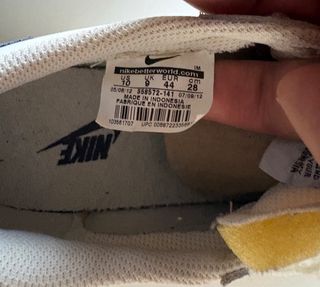 nikebetterworld.com
US UK EUR cm
10 9 44 28
05/08/12 358572-141 07/09/12
MADE IN INDONESIA
FABRIQUE EN INDONESIE
NIKE